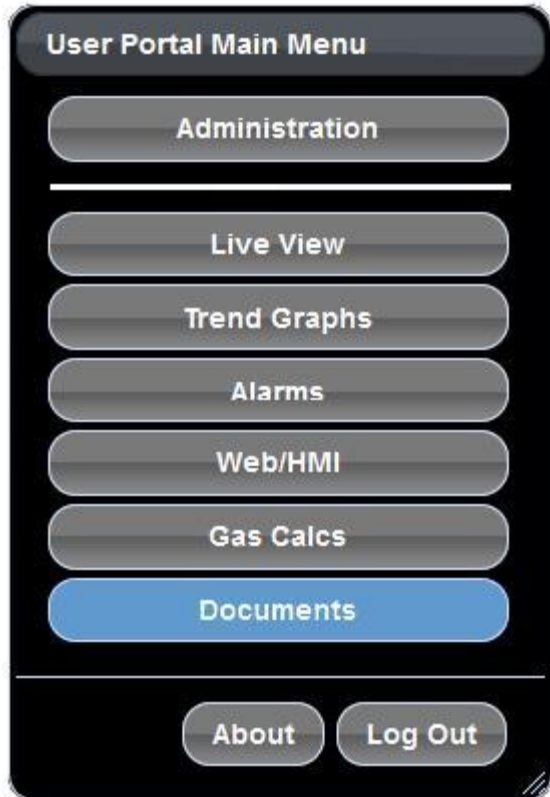 User Portal Main Menu
Administration
Live View
Trend Graphs
Alarms
Web/HMI
Gas Calcs
Documents
About Log Out